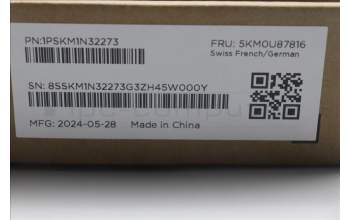 PN:1PSKM1N32273
FRU: 5KM0U87816
Swiss French/German
SN: 8SSKM1N32273G3ZH45W000Y
MFG: 2024-05-28 Made in China